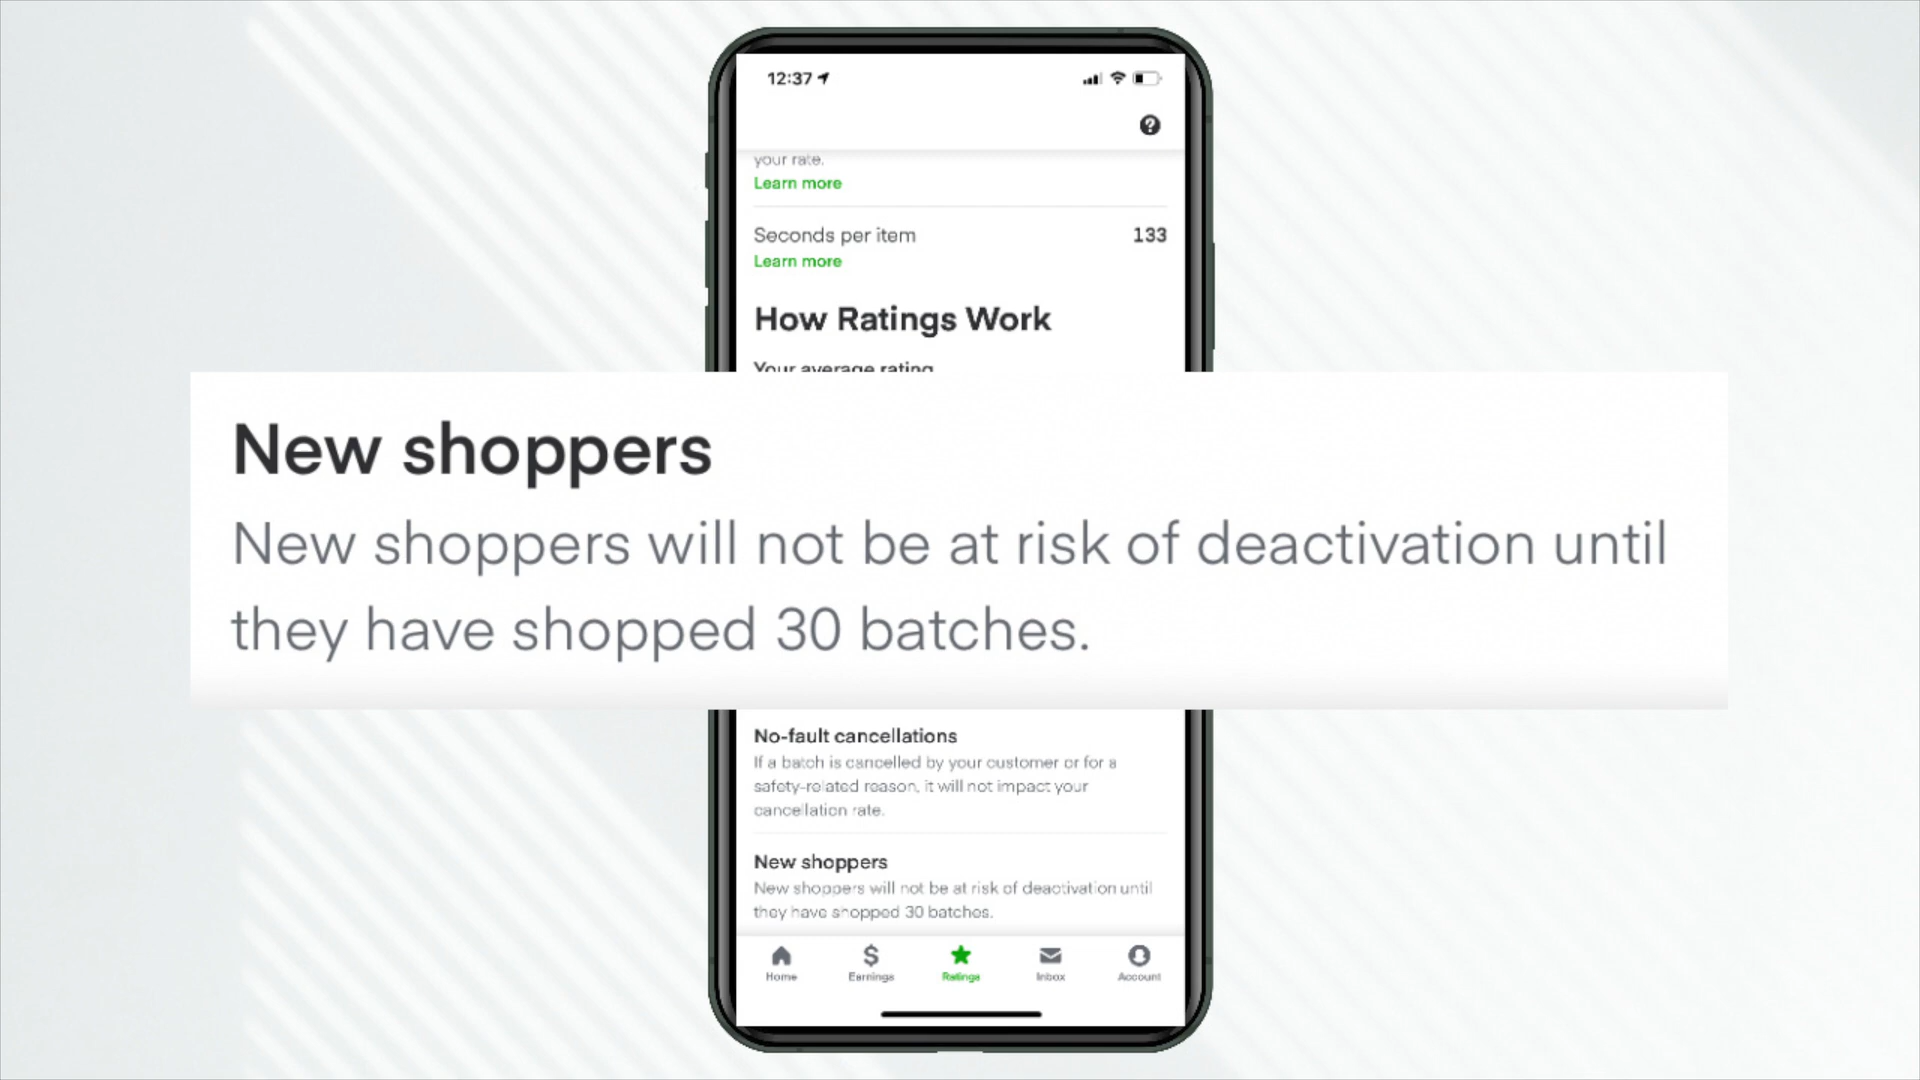 12:37
your rate.
Learn more
Seconds per item 133
Learn more
How Ratings Work
Your average rating
New shoppers
New shoppers will not be at risk of deactivation until
they have shopped 30 batches.
No-fault cancellations
If a batch is cancelled by your customer or for a
safety-related reason, it will not impact your
cancellation rate.
New shoppers
New shoppers will not be at risk of deactivation until
they have shopped 30 batches.
Home Earnings Ratings Inbox Account